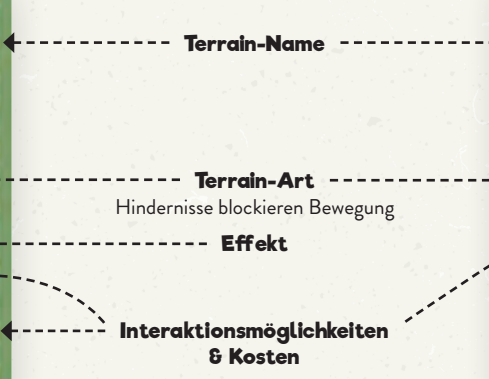 Terrain-Name
Terrain-Art
Hindernisse blockieren Bewegung
Effekt
Interaktionsmöglichkeiten
& Kosten